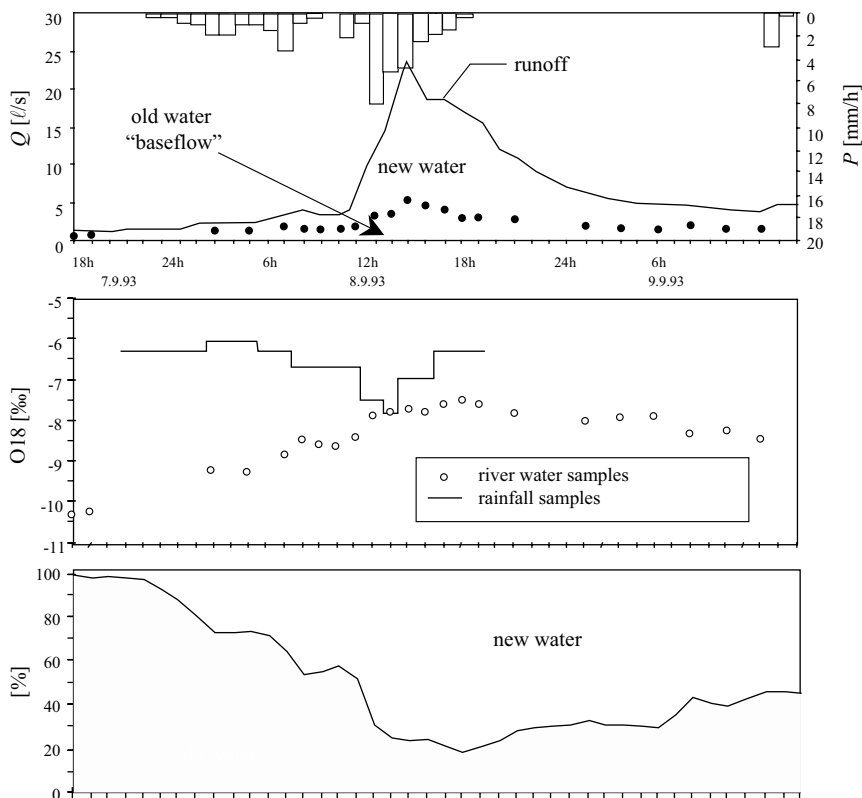 30
25
20
15
10
5
0
Q [ℓ/s]
0
2
4
6
8
10
12
14
16
18
20
P [mm/h]
runoff
old water
“baseflow”
new water
18h
24h
6h
12h
18h
24h
6h
7.9.93
8.9.93
9.9.93
-5
-6
-7
-8
-9
-10
-11
O18 [‰]
river water samples
rainfall samples
100
80
60
40
20
0
[%]
new water